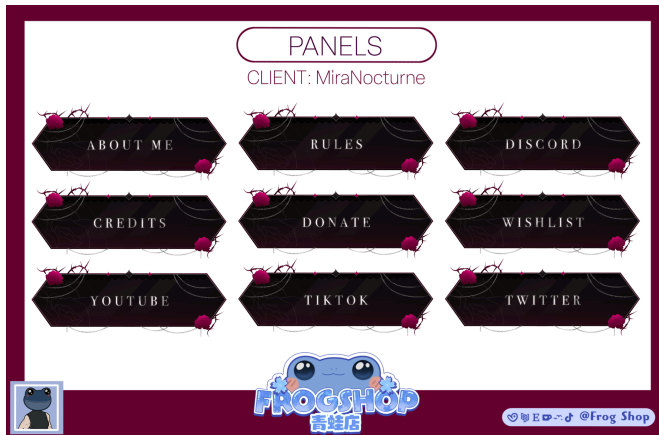 PANELS
CLIENT: MiraNocturne
ABOUT ME
RULES
DISCORD
CREDITS
DONATE
WISHLIST
YOUTUBE
TIKTOK
TWITTER
FROGSHOP
青蛙店
@Frog Shop